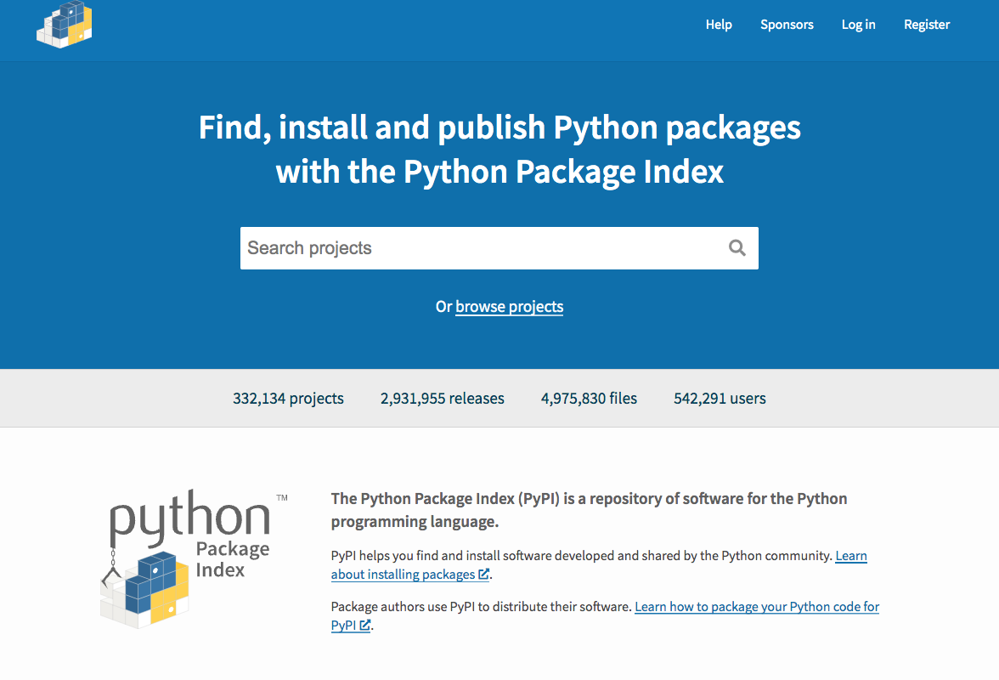 Help Sponsors Log in Register
Find, install and publish Python packages
with the Python Package Index
Search projects
Or browse projects
332,134 projects 2,931,955 releases 4,975,830 files 542,291 users
python™
Package
Index
The Python Package Index (PyPI) is a repository of software for the Python
programming language.
PyPI helps you find and install software developed and shared by the Python community. Learn
about installing packages.
Package authors use PyPI to distribute their software. Learn how to package your Python code for
PyPI.